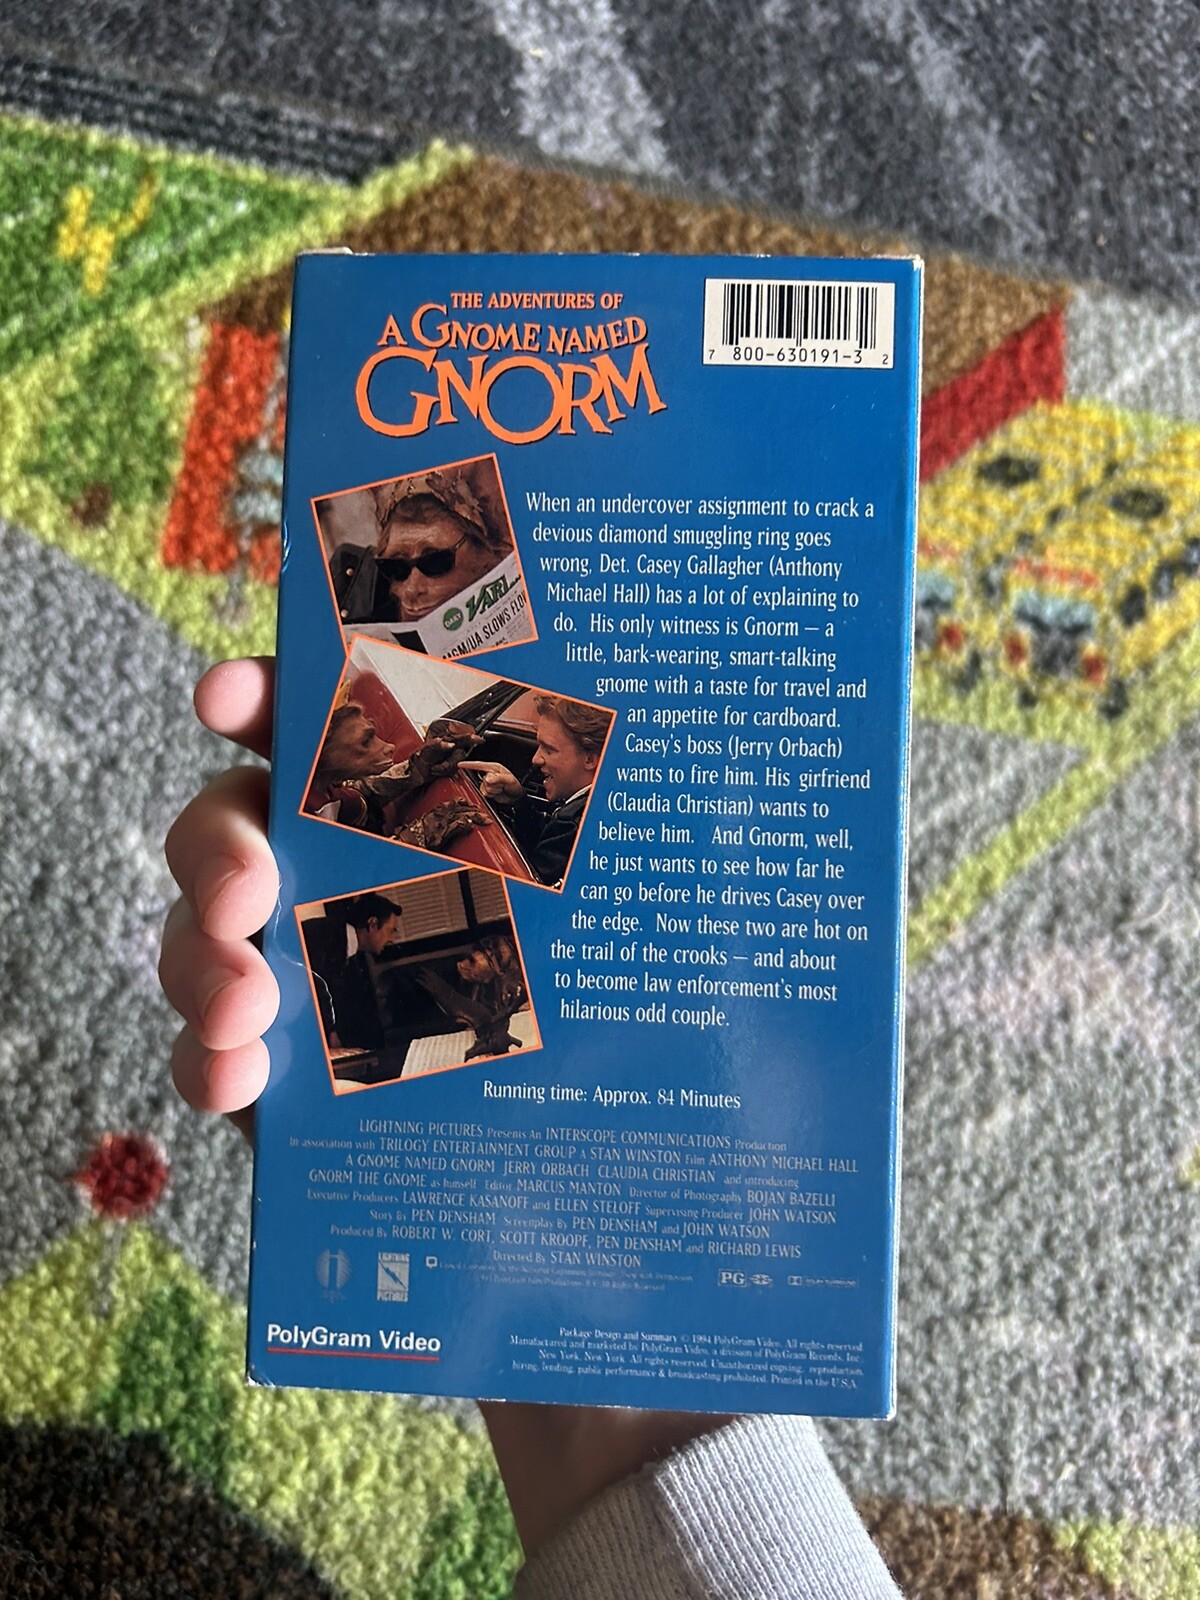 THE ADVENTURES OF
A GNOME NAMED
GNORM
7 800-630191-3 2
When an undercover assignment to crack a
devious diamond smuggling ring goes
wrong, Det. Casey Gallagher (Anthony
Michael Hall) has a lot of explaining to
do. His only witness is Gnorm — a
little, bark-wearing, smart-talking
gnome with a taste for travel and
an appetite for cardboard.
Casey's boss (Jerry Orbach)
wants to fire him. His girlfriend
(Claudia Christian) wants to
believe him. And Gnorm, well,
he just wants to see how far he
can go before he drives Casey over
the edge. Now these two are hot on
the trail of the crooks — and about
to become law enforcement's most
hilarious odd couple.
DAILY VARI
MGM/UA SLOWS FLO
Running time: Approx. 84 Minutes
LIGHTNING PICTURES Presents An INTERSCOPE COMMUNICATIONS Production
In association with TRILOGY ENTERTAINMENT GROUP A STAN WINSTON Film ANTHONY MICHAEL HALL
A GNOME NAMED GNORM JERRY ORBACH CLAUDIA CHRISTIAN and introducing
GNORM THE GNOME as himself Editor MARCUS MANTON Director of Photography BOJAN BAZELLI
Executive Producers LAWRENCE KASANOFF and ELLEN STELOFF Supervising Producer JOHN WATSON
Story By PEN DENSHAM Screenplay By PEN DENSHAM and JOHN WATSON
Produced By ROBERT W. CORT, SCOTT KROOPF, PEN DENSHAM and RICHARD LEWIS
Directed By STAN WINSTON
LIGHTNING
PICTURES
PG
PolyGram Video
Package Design and Summary © 1994 PolyGram Video. All rights reserved.
Manufactured and marketed by PolyGram Video, a division of PolyGram Records, Inc.,
New York, New York. All rights reserved. Unauthorized copying, reproduction,
hiring, lending, public performance & broadcasting prohibited. Printed in the U.S.A.